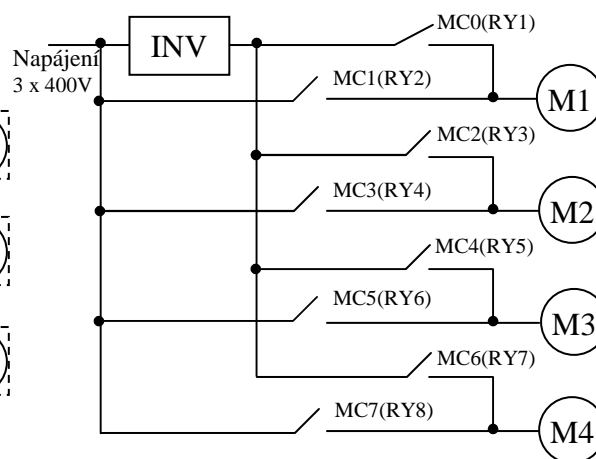 MC0(RY1)
INV
Napájení
3 x 400V
MC1(RY2)
M1
MC2(RY3)
MC3(RY4)
M2
MC4(RY5)
MC5(RY6)
M3
MC6(RY7)
MC7(RY8)
M4